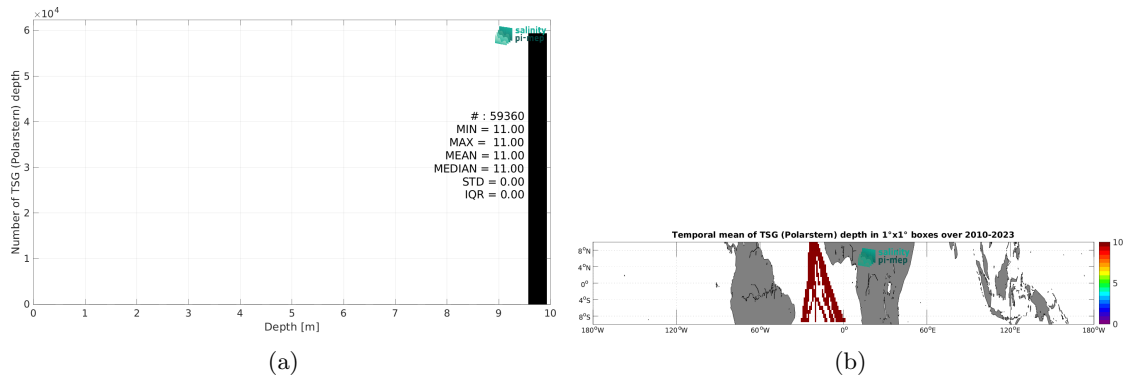 ×10⁴
6
5
4
3
2
1
0
Number of TSG (Polarstern) depth
salinity
pi-mep
# : 59360
MIN = 11.00
MAX = 11.00
MEAN = 11.00
MEDIAN = 11.00
STD = 0.00
IQR = 0.00
0 1 2 3 4 5 6 7 8 9 10
Depth [m]
(a)
Temporal mean of TSG (Polarstern) depth in 1°x1° boxes over 2010-2023
salinity
pi-mep
8°N
4°N
0°
4°S
8°S
180°W 120°W 60°W 0° 60°E 120°E 180°W
10
5
0
(b)